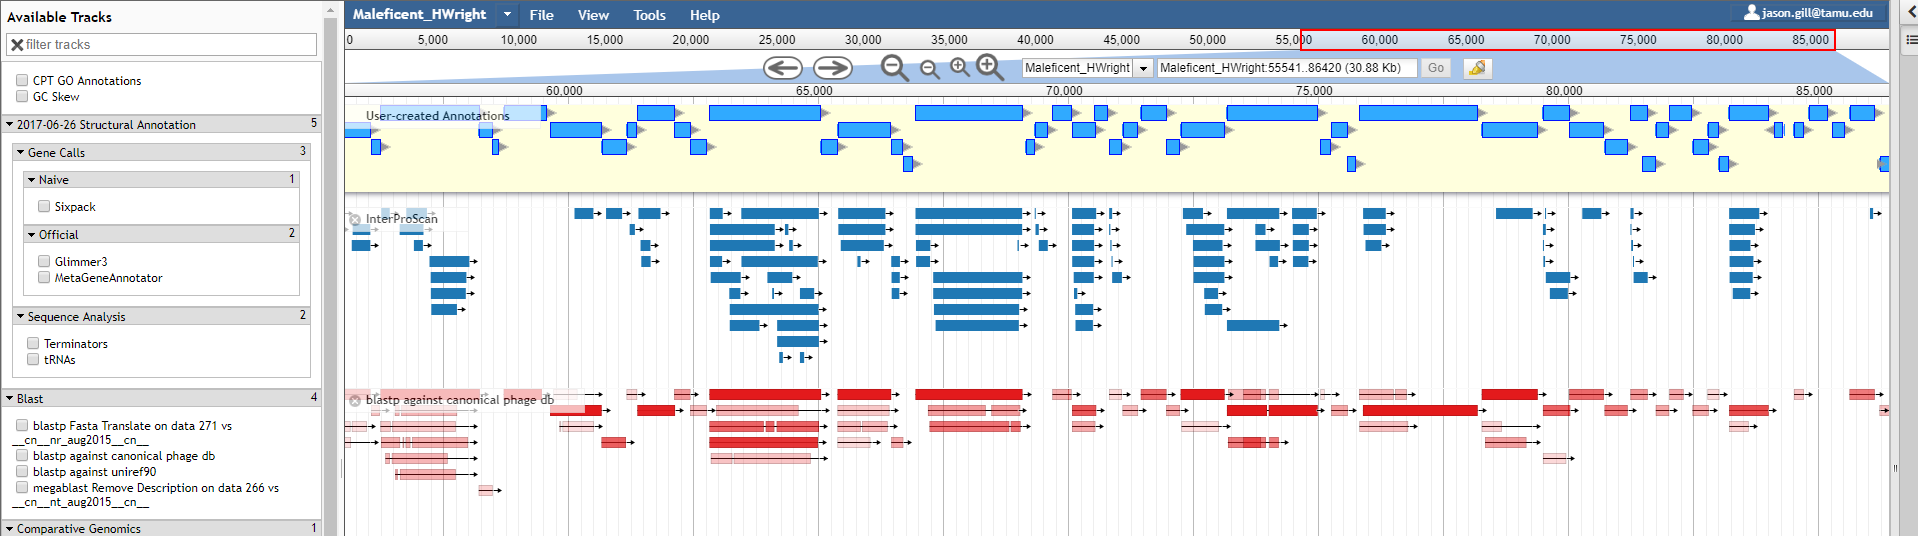 Available Tracks
filter tracks
CPT GO Annotations
GC Skew
2017-06-26 Structural Annotation 5
Gene Calls 3
Naive 1
Sixpack
Official 2
Glimmer3
MetaGeneAnnotator
Sequence Analysis 2
Terminators
tRNAs
Blast 4
blastp Fasta Translate on data 271 vs
__cn__nr_aug2015__cn__
blastp against canonical phage db
blastp against uniref90
megablast Remove Description on data 266 vs
__cn__nt_aug2015__cn__
Comparative Genomics 1
Maleficent_HWright File View Tools Help jason.gill@tamu.edu
0 5,000 10,000 15,000 20,000 25,000 30,000 35,000 40,000 45,000 50,000 55,000 60,000 65,000 70,000 75,000 80,000 85,000
Maleficent_HWright Maleficent_HWright:55541..86420 (30.88 Kb) Go
60,000 65,000 70,000 75,000 80,000 85,000
User-created Annotations
InterProScan
blastp against canonical phage db